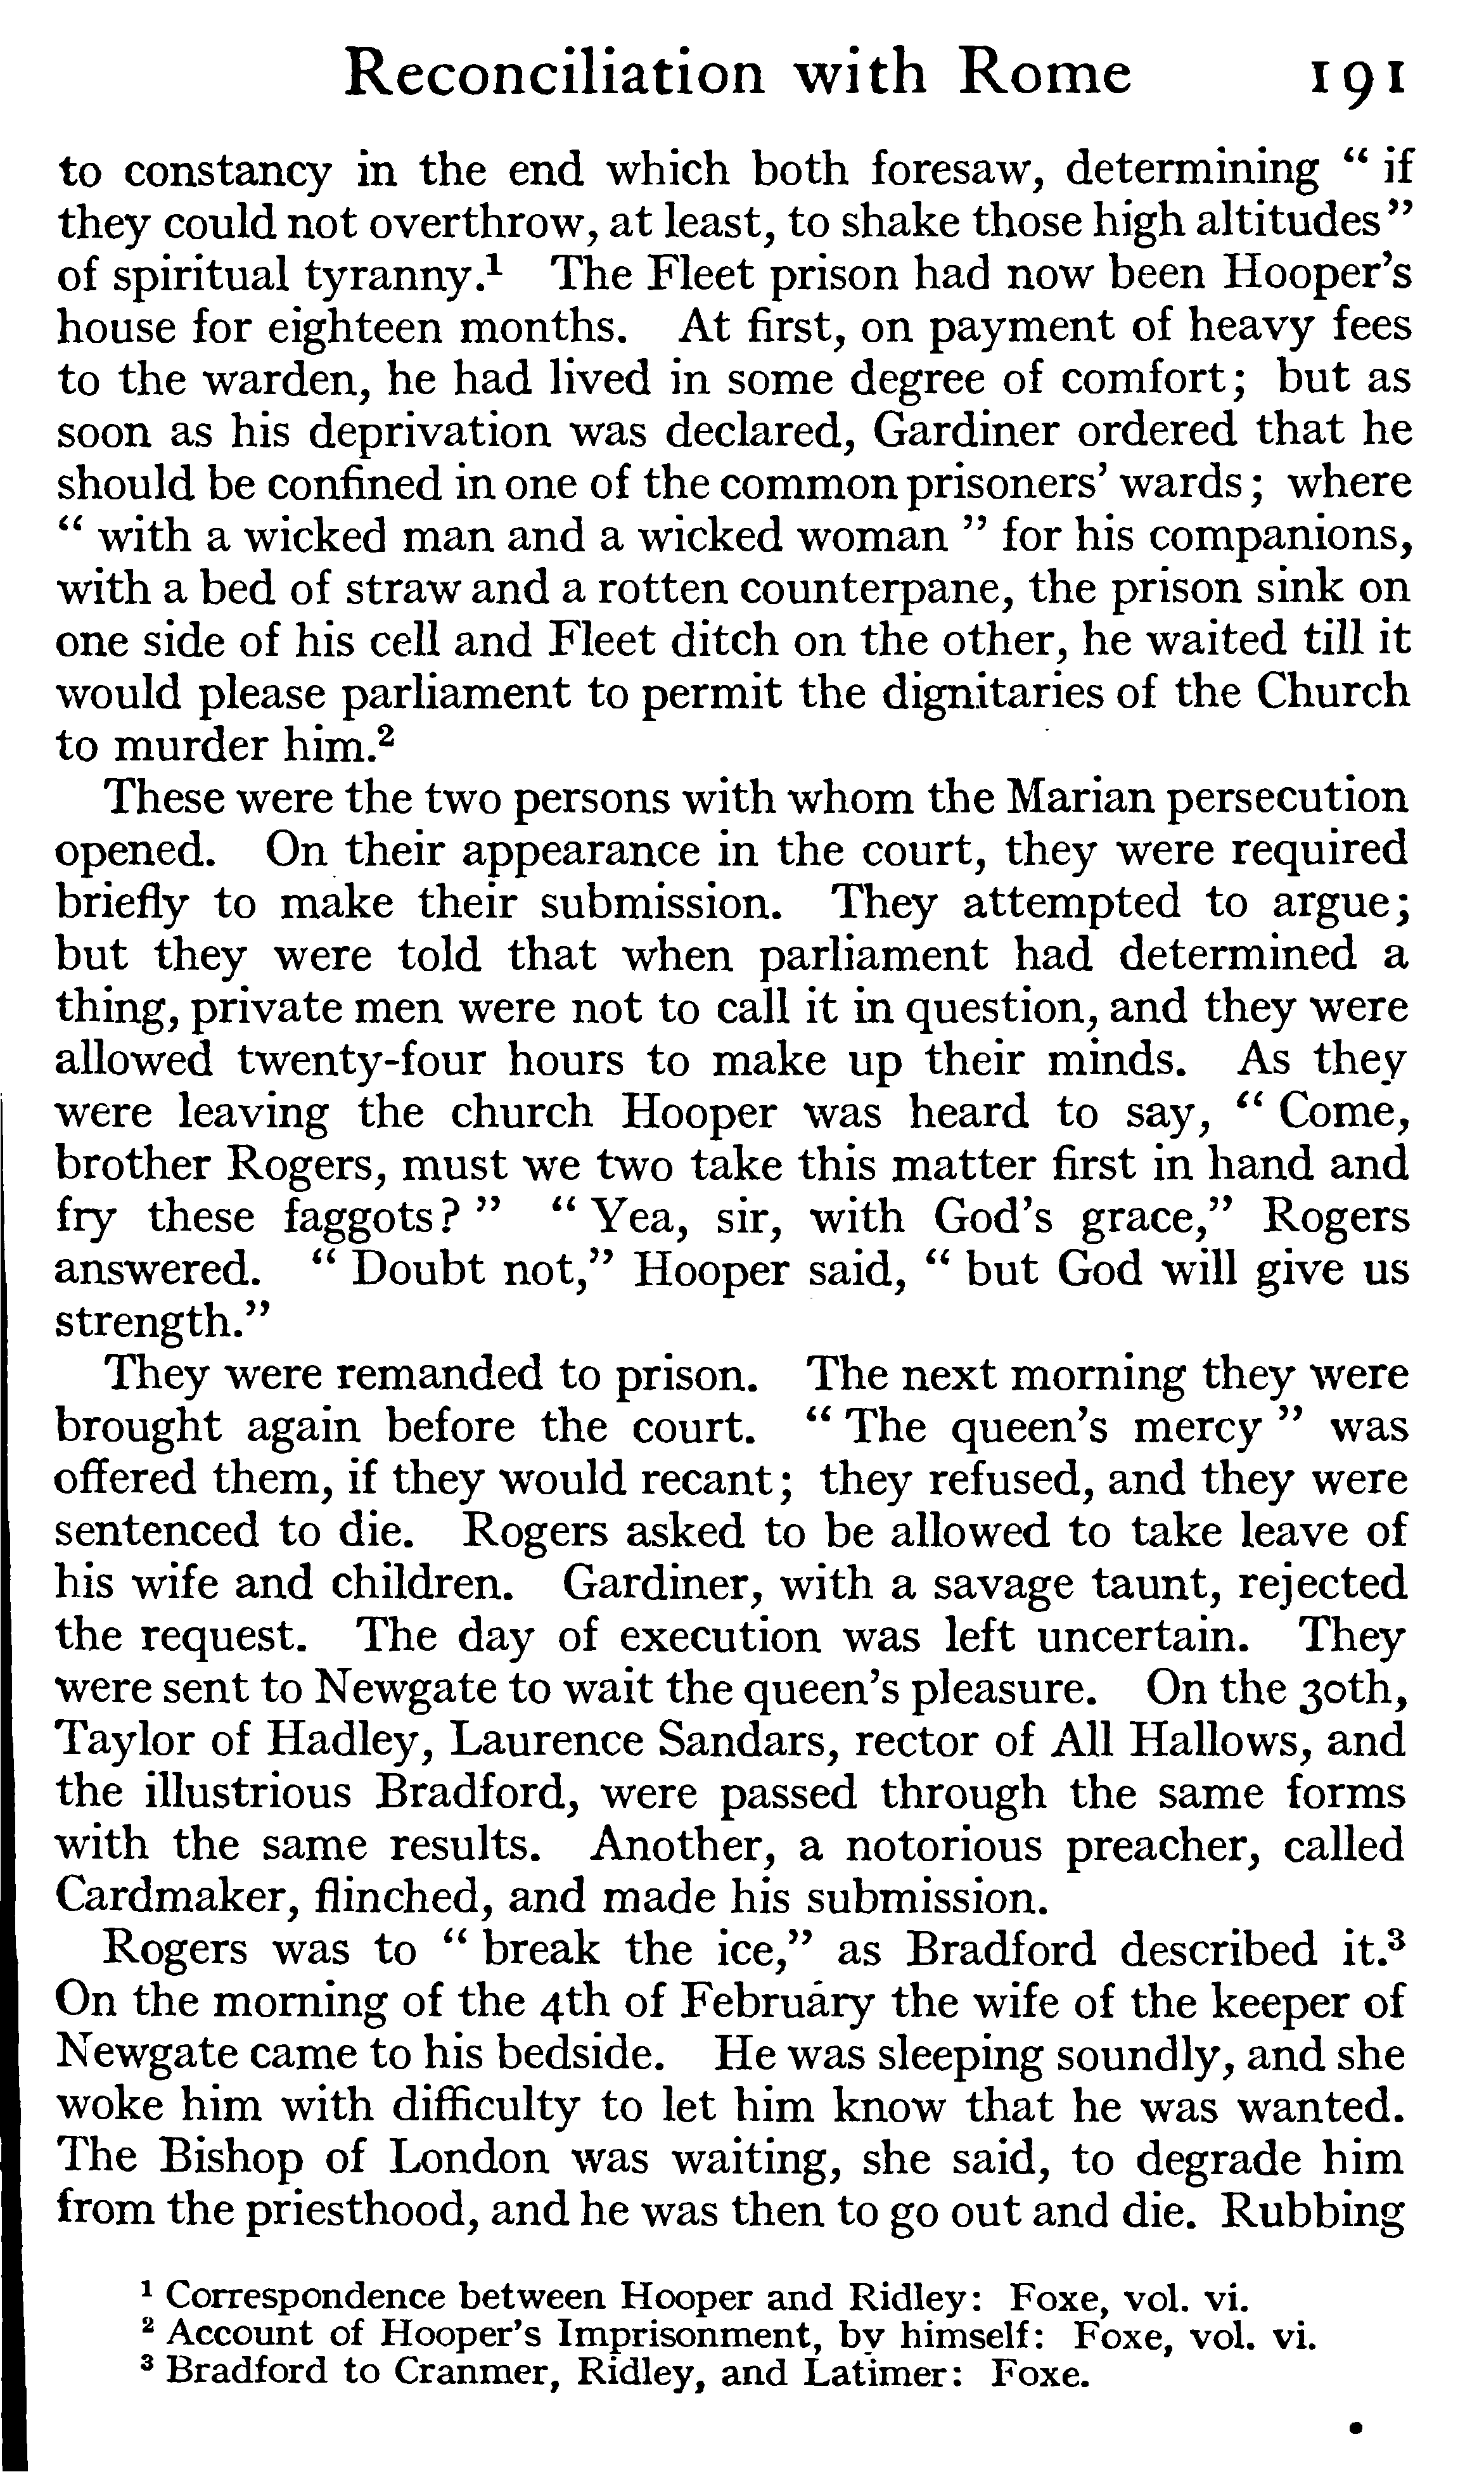 Reconciliation with Rome 191
to constancy in the end which both foresaw, determining “ if
they could not overthrow, at least, to shake those high altitudes”
of spiritual tyranny.¹ The Fleet prison had now been Hooper’s
house for eighteen months. At first, on payment of heavy fees
to the warden, he had lived in some degree of comfort; but as
soon as his deprivation was declared, Gardiner ordered that he
should be confined in one of the common prisoners’ wards; where
“ with a wicked man and a wicked woman ” for his companions,
with a bed of straw and a rotten counterpane, the prison sink on
one side of his cell and Fleet ditch on the other, he waited till it
would please parliament to permit the dignitaries of the Church
to murder him.²
These were the two persons with whom the Marian persecution
opened. On their appearance in the court, they were required
briefly to make their submission. They attempted to argue;
but they were told that when parliament had determined a
thing, private men were not to call it in question, and they were
allowed twenty-four hours to make up their minds. As they
were leaving the church Hooper was heard to say, “ Come,
brother Rogers, must we two take this matter first in hand and
fry these faggots? ” “ Yea, sir, with God’s grace,” Rogers
answered. “ Doubt not,” Hooper said, “ but God will give us
strength.”
They were remanded to prison. The next morning they were
brought again before the court. “ The queen’s mercy ” was
offered them, if they would recant; they refused, and they were
sentenced to die. Rogers asked to be allowed to take leave of
his wife and children. Gardiner, with a savage taunt, rejected
the request. The day of execution was left uncertain. They
were sent to Newgate to wait the queen’s pleasure. On the 30th,
Taylor of Hadley, Laurence Sandars, rector of All Hallows, and
the illustrious Bradford, were passed through the same forms
with the same results. Another, a notorious preacher, called
Cardmaker, flinched, and made his submission.
Rogers was to “ break the ice,” as Bradford described it.³
On the morning of the 4th of February the wife of the keeper of
Newgate came to his bedside. He was sleeping soundly, and she
woke him with difficulty to let him know that he was wanted.
The Bishop of London was waiting, she said, to degrade him
from the priesthood, and he was then to go out and die. Rubbing
¹ Correspondence between Hooper and Ridley: Foxe, vol. vi.
² Account of Hooper’s Imprisonment, by himself: Foxe, vol. vi.
³ Bradford to Cranmer, Ridley, and Latimer: Foxe.